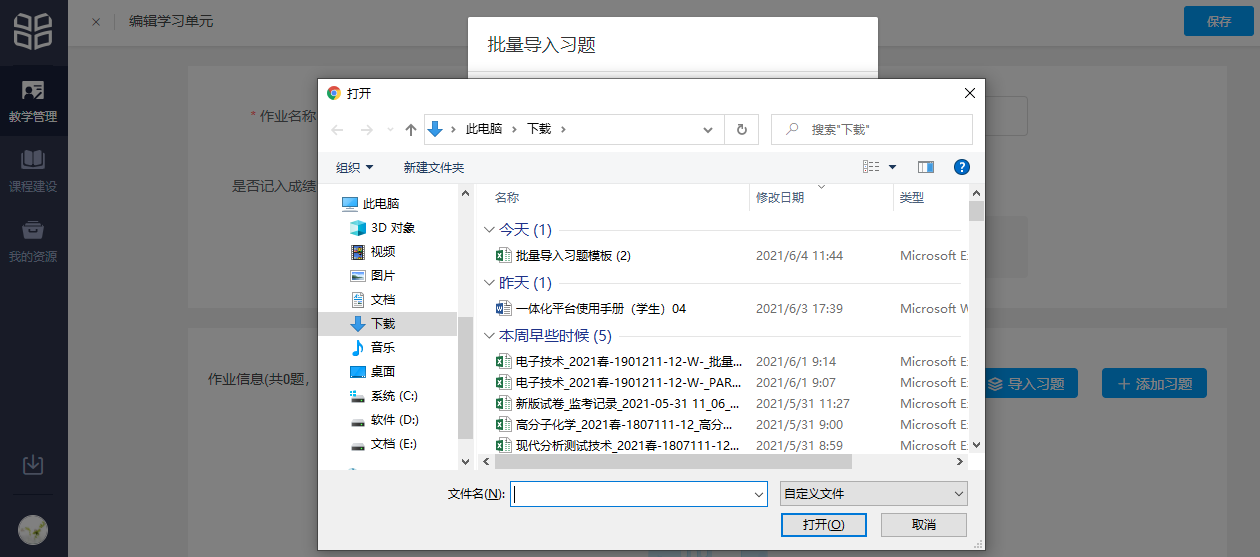 编辑学习单元
保存
批量导入习题
教学管理
课程建设
我的资源
* 作业名称
是否记入成绩
作业信息(共0题，
导入习题
添加习题
打开
此电脑 › 下载 ›
搜索"下载"
组织
新建文件夹
此电脑
3D 对象
视频
图片
文档
下载
音乐
桌面
系统 (C:)
软件 (D:)
文档 (E:)
名称 修改日期 类型
今天 (1)
批量导入习题模板 (2) 2021/6/4 11:44 Microsoft E
昨天 (1)
一体化平台使用手册（学生）04 2021/6/3 17:39 Microsoft W
本周早些时候 (5)
电子技术_2021春-1901211-12-W-_批量... 2021/6/1 9:14 Microsoft E
电子技术_2021春-1901211-12-W-_PAR... 2021/6/1 9:07 Microsoft E
新版试卷_监考记录_2021-05-31 11_06_... 2021/5/31 11:27 Microsoft E
高分子化学_2021春-1807111-12_高分... 2021/5/31 9:00 Microsoft E
现代分析测试技术_2021春-1807111-12... 2021/5/31 8:59 Microsoft E
文件名(N):
自定义文件
打开(O)
取消